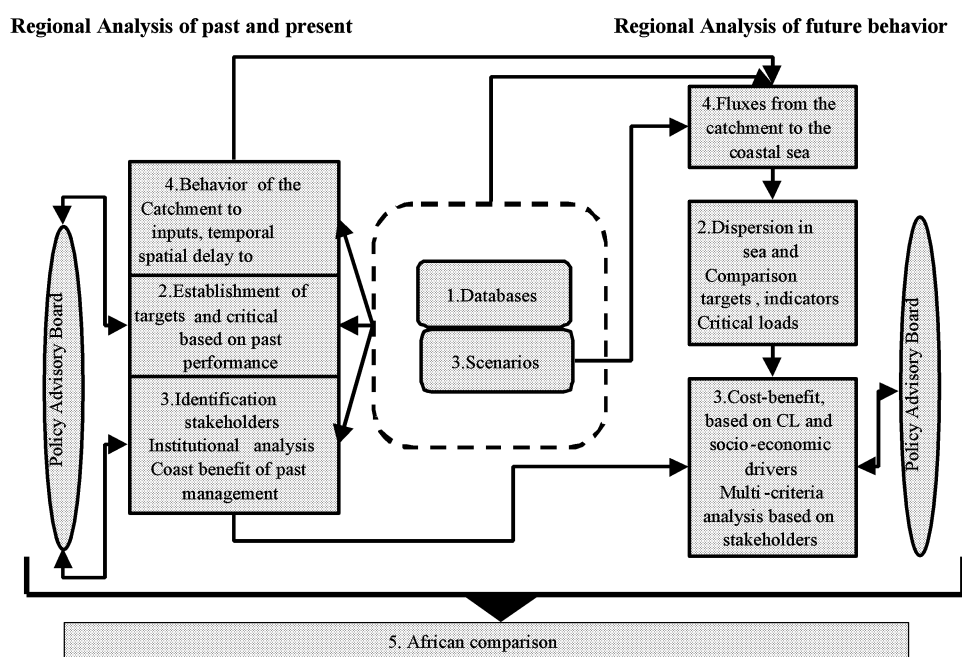 Regional Analysis of past and present
Regional Analysis of future behavior
4.Behavior of the
Catchment to
inputs, temporal
spatial delay to
2.Establishment of
targets and critical
based on past
performance
3.Identification
stakeholders
Institutional analysis
Coast benefit of past
management
Policy Advisory Board
1.Databases
3.Scenarios
4.Fluxes from the
catchment to the
coastal sea
2.Dispersion in
sea and
Comparison
targets , indicators
Critical loads
3.Cost-benefit,
based on CL and
socio-economic
drivers
Multi-criteria
analysis based on
stakeholders
Policy Advisory Board
5. African comparison